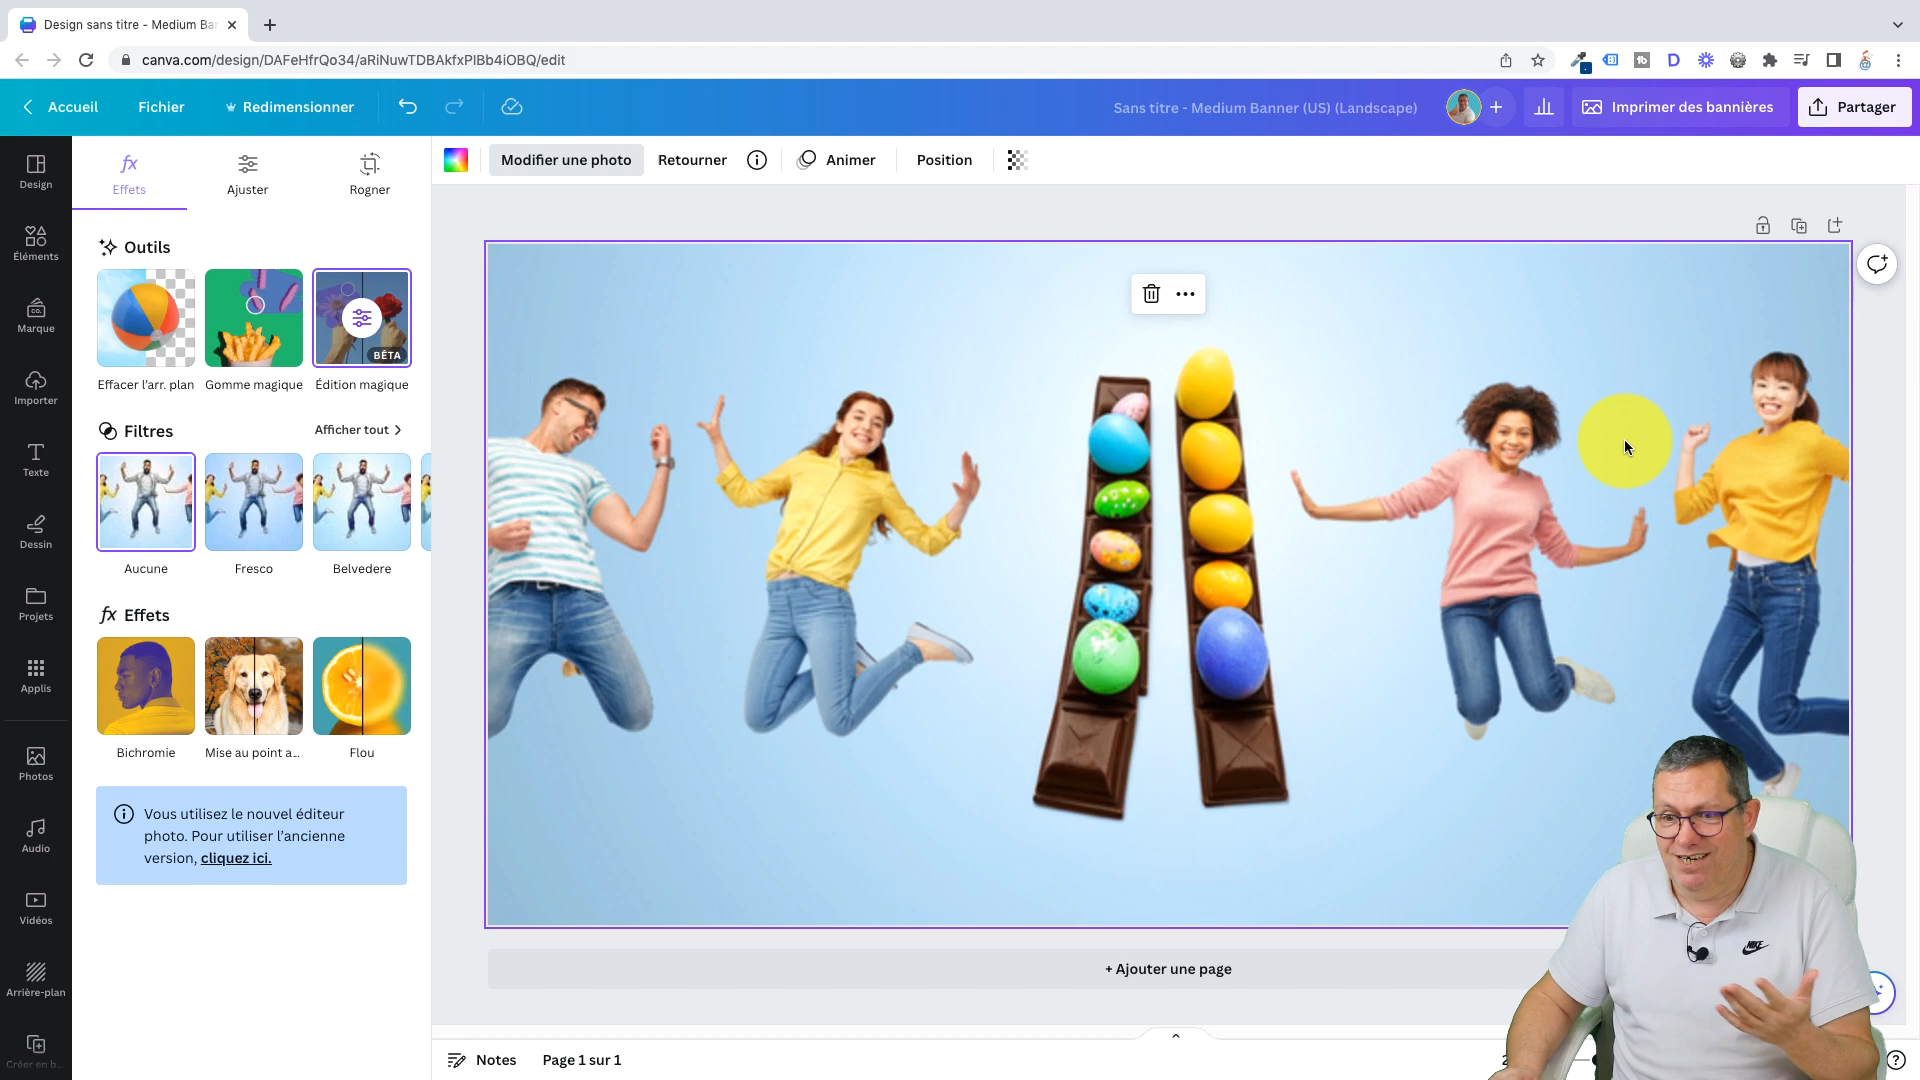 Design sans titre - Medium Ba
canva.com/design/DAFeHfrQo34/aRiNuwTDBAkfxPIBb4iOBQ/edit
Accueil
Fichier
Redimensionner
Sans titre - Medium Banner (US) (Landscape)
Imprimer des bannières
Partager
Design
Éléments
CO.
Marque
Importer
Texte
Dessin
Projets
Applis
Photos
Audio
Vidéos
Arrière-plan
Créer en b...
Effets
Ajuster
Rogner
Modifier une photo
Retourner
Animer
Position
Outils
BÊTA
Effacer l'arr. plan
Gomme magique
Édition magique
Filtres
Afficher tout
Aucune
Fresco
Belvedere
fx Effets
Bichromie
Mise au point a...
Flou
Vous utilisez le nouvel éditeur
photo. Pour utiliser l'ancienne
version, cliquez ici.
+ Ajouter une page
Notes
Page 1 sur 1